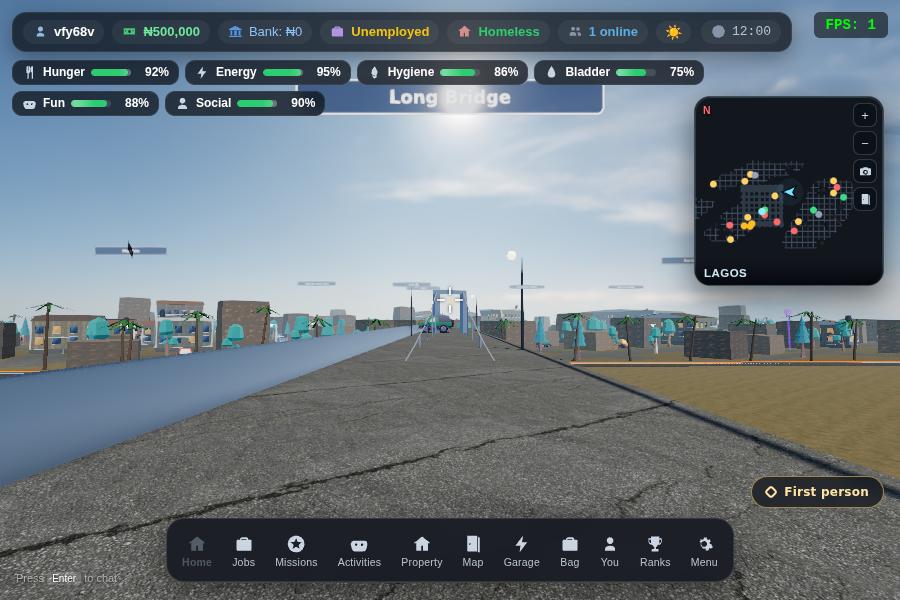 vfy68v ₦500,000 Bank: ₦0 Unemployed Homeless 1 online 12:00
FPS: 1
Hunger 92% Energy 95% Hygiene 86% Bladder 75%
Fun 88% Social 90%
Long Bridge
N
+
−
LAGOS
First person
Home Jobs Missions Activities Property Map Garage Bag You Ranks Menu
Press Enter to chat